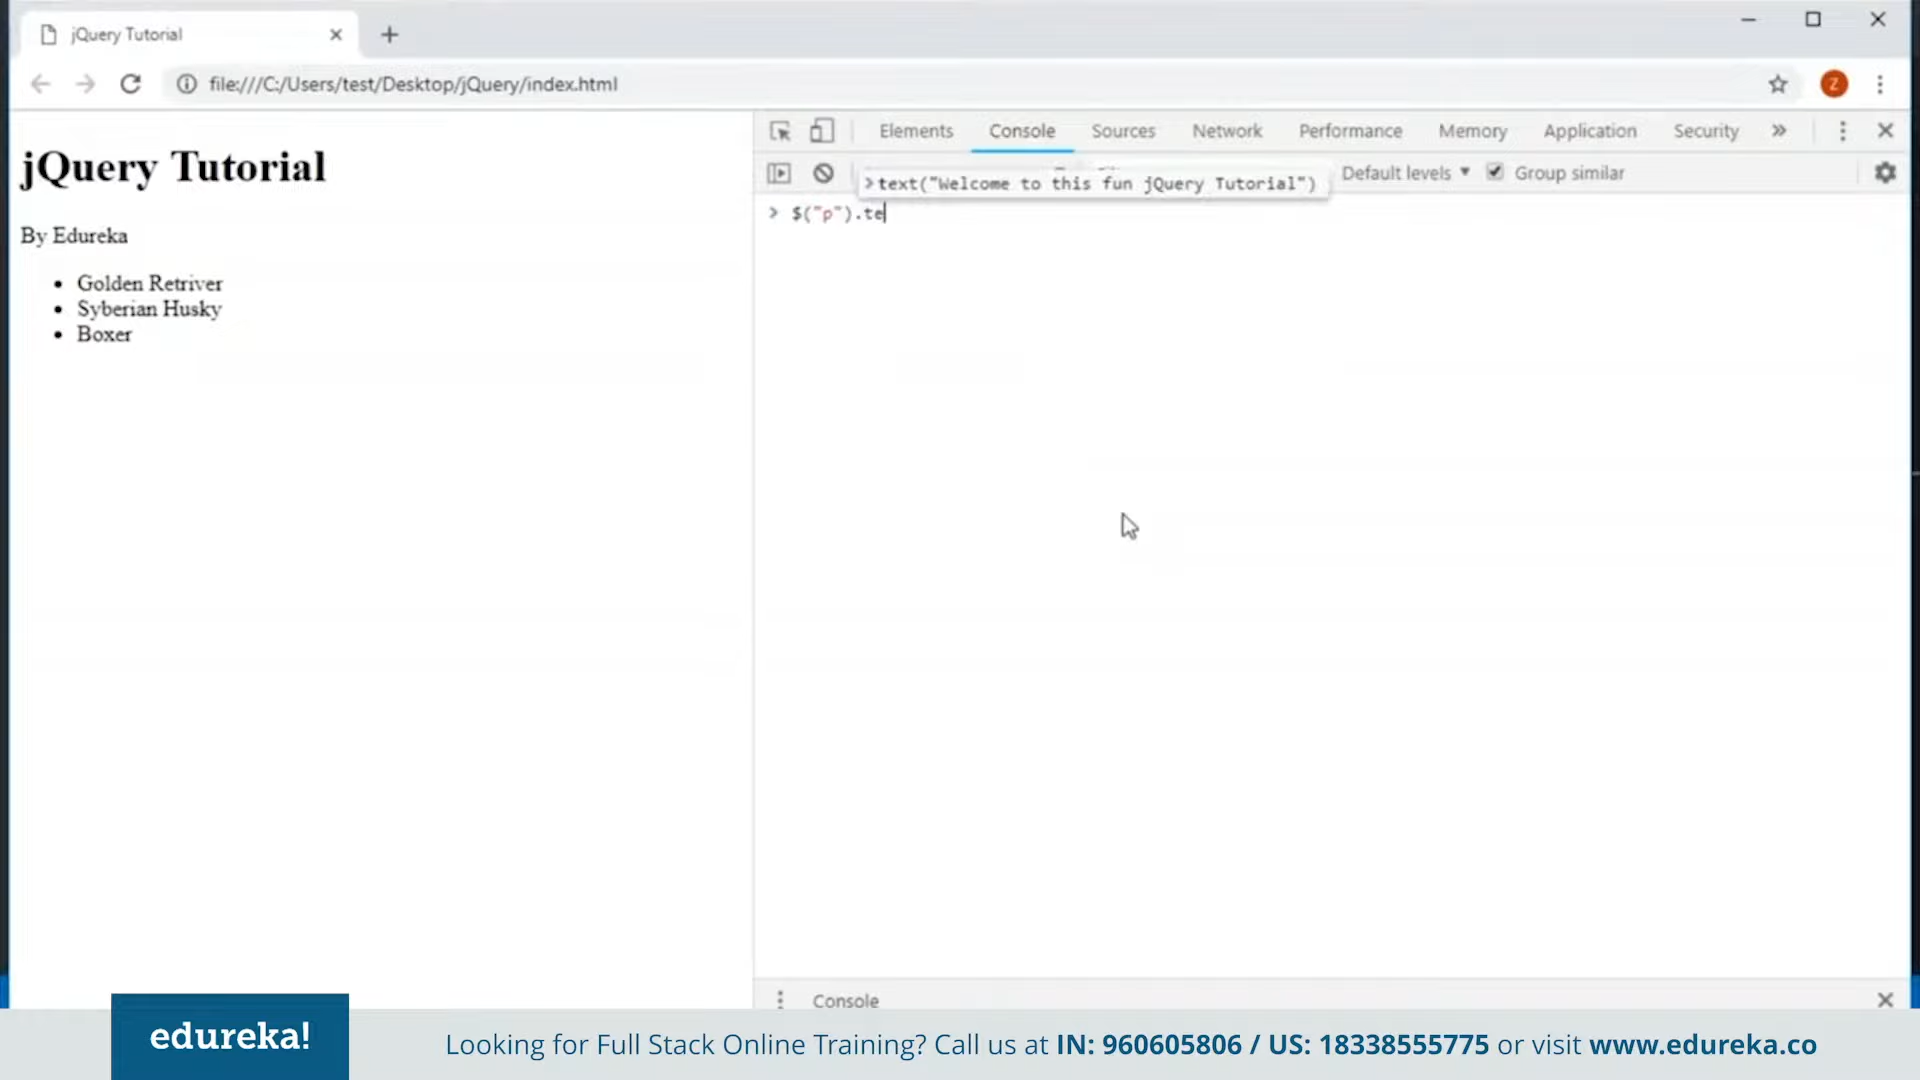 jQuery Tutorial
file:///C:/Users/test/Desktop/jQuery/index.html
Z
jQuery Tutorial
By Edureka
Golden Retriver
Syberian Husky
Boxer
Elements Console Sources Network Performance Memory Application Security »
Default levels ▼ Group similar
>text("Welcome to this fun jQuery Tutorial")
> $("p").te
Console
edureka!
Looking for Full Stack Online Training? Call us at IN: 960605806 / US: 18338555775 or visit www.edureka.co